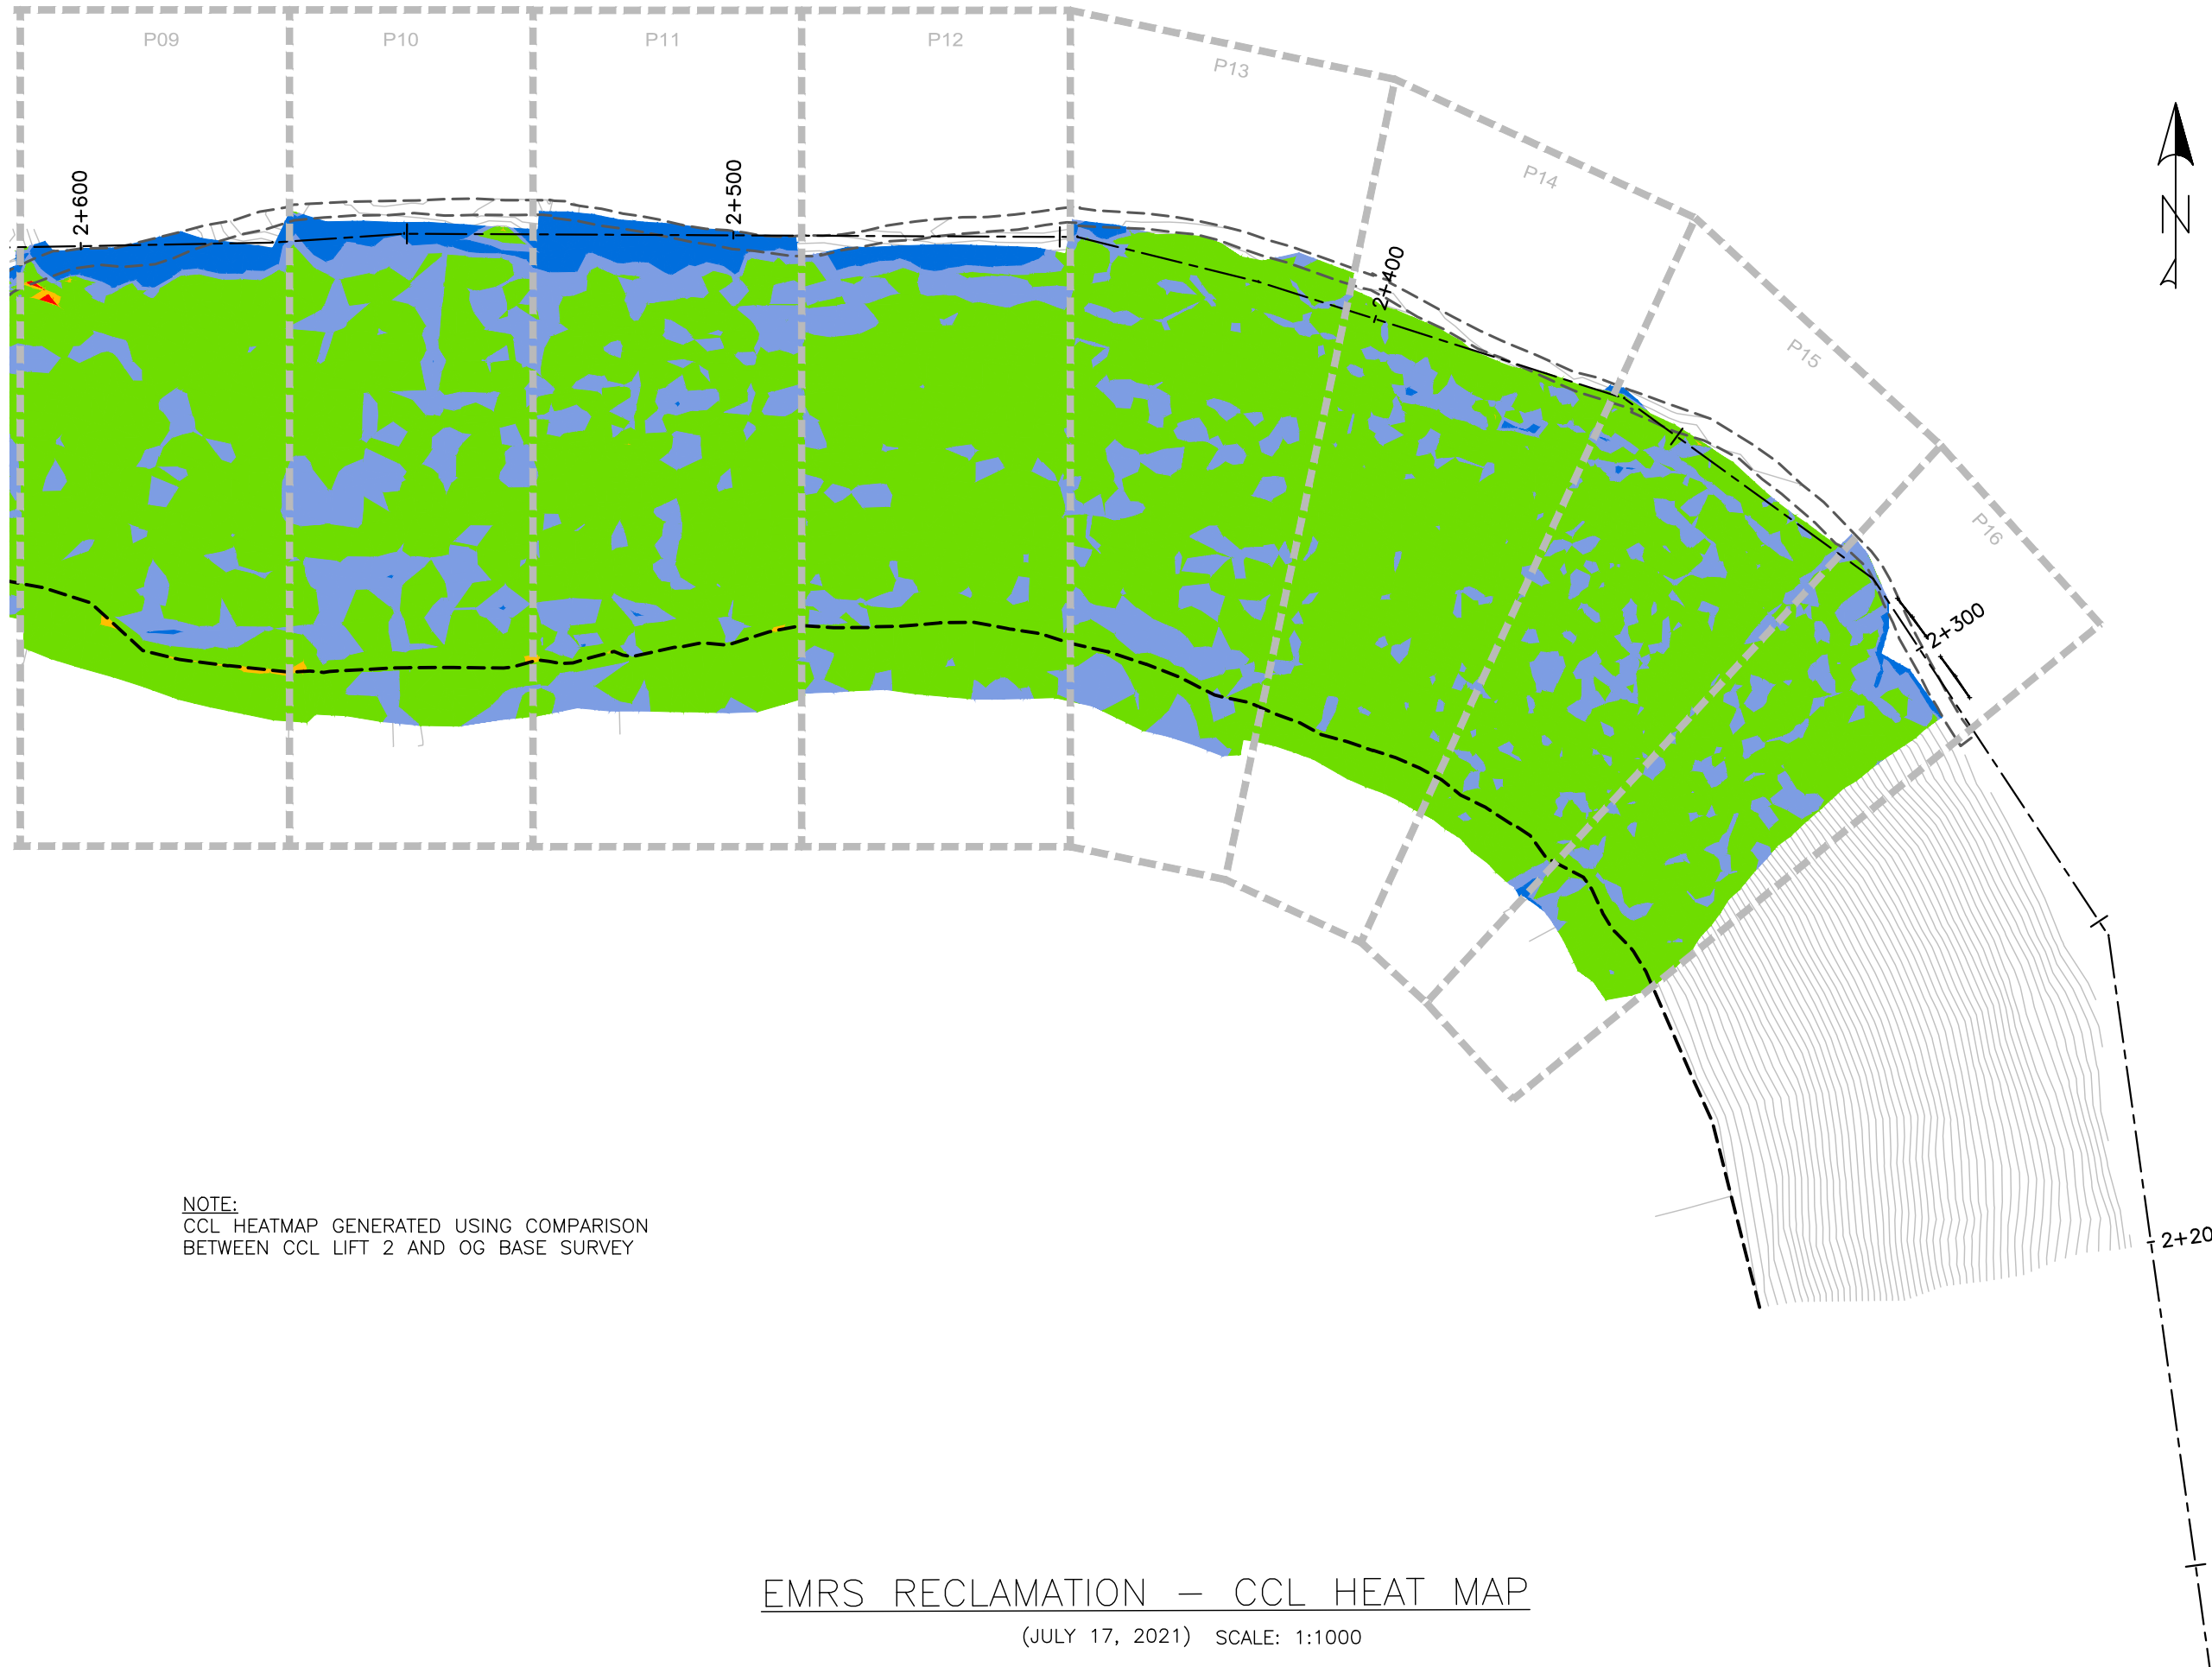 P09
P10
P11
P12
P13
P14
P15
P16
2+600
2+500
2+400
2+300
2+20
N
NOTE:
CCL HEATMAP GENERATED USING COMPARISON
BETWEEN CCL LIFT 2 AND OG BASE SURVEY
EMRS RECLAMATION – CCL HEAT MAP
(JULY 17, 2021) SCALE: 1:1000